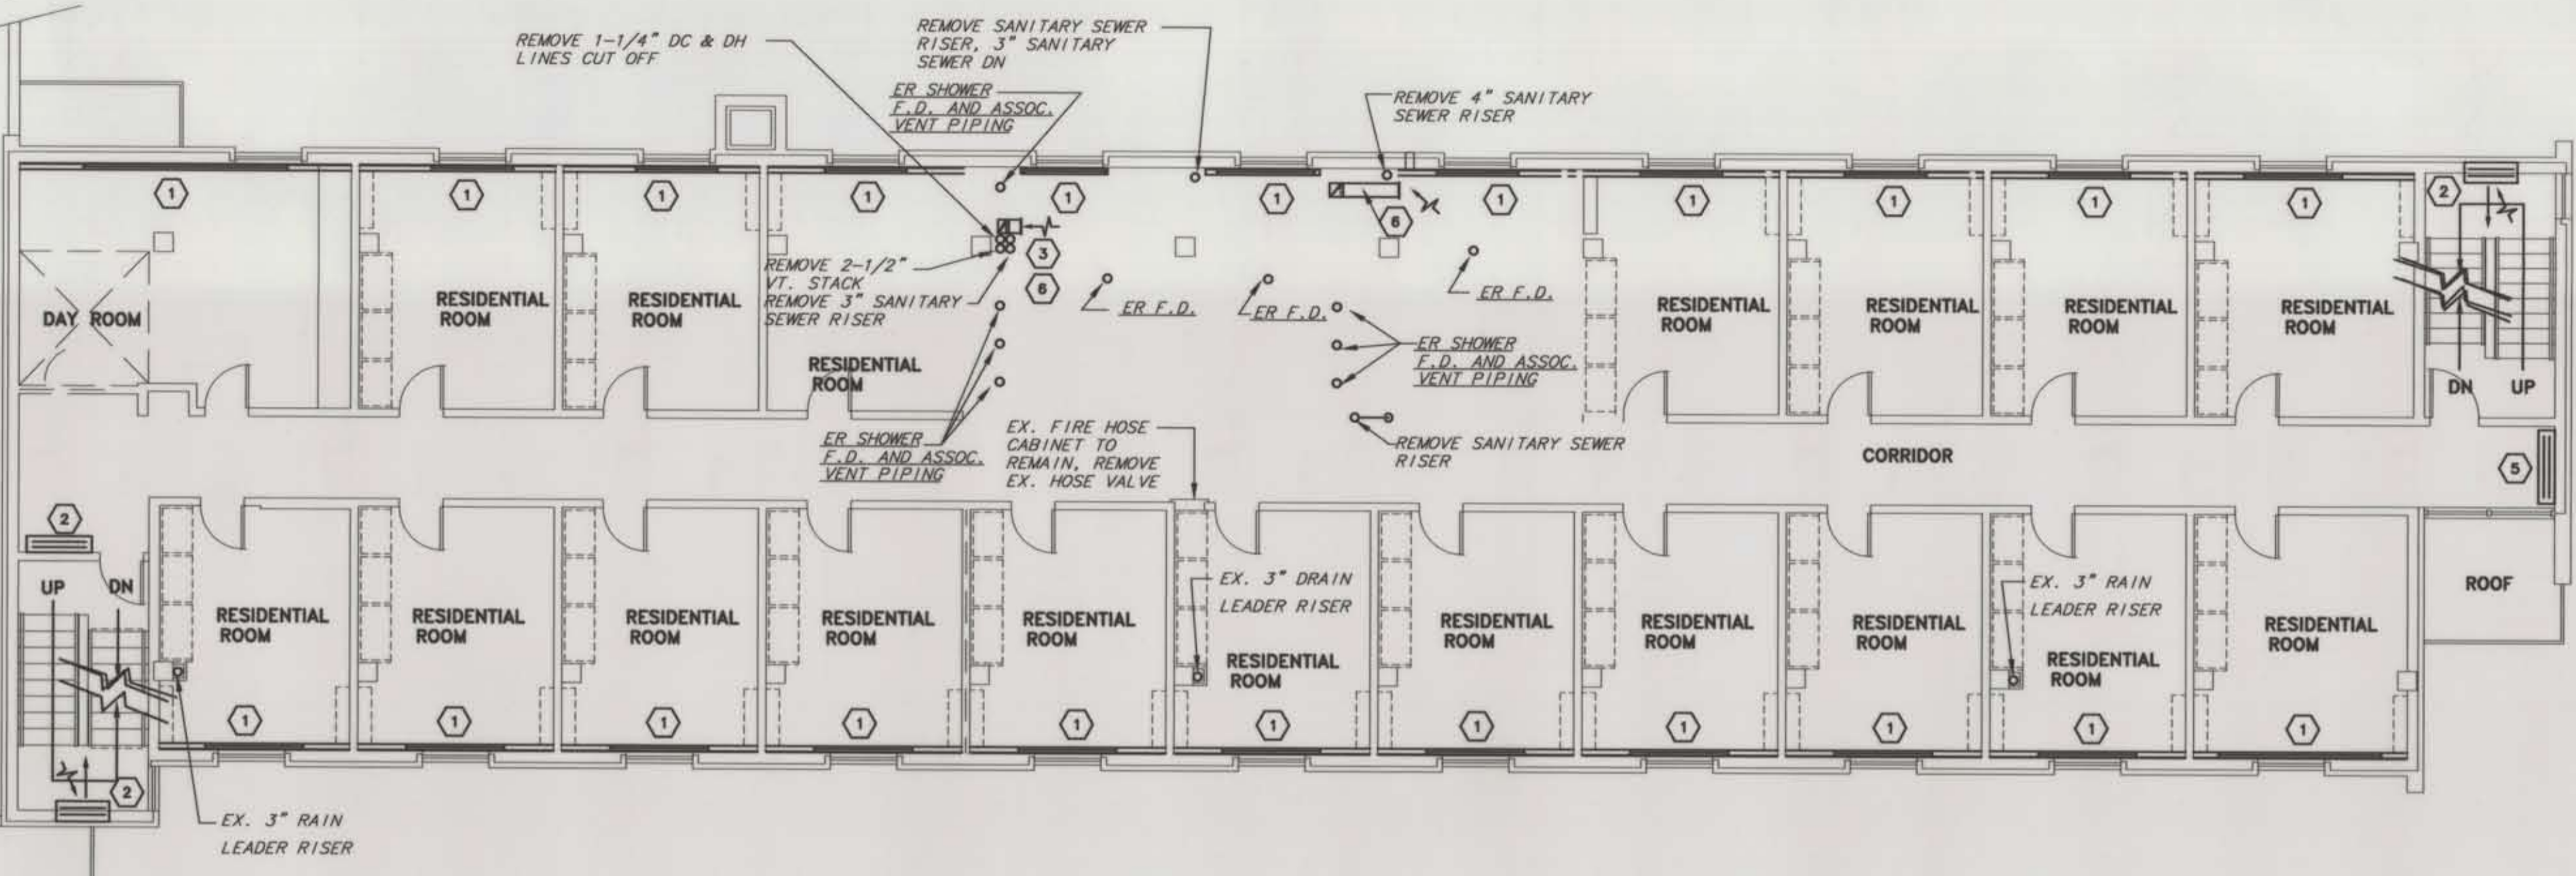 REMOVE 1-1/4" DC & DH
LINES CUT OFF
REMOVE SANITARY SEWER
RISER, 3" SANITARY
SEWER DN
ER SHOWER
F.D. AND ASSOC.
VENT PIPING
REMOVE 4" SANITARY
SEWER RISER
1
1
1
1
1
1
1
1
1
1
1
2
6
3
6
REMOVE 2-1/2"
VT. STACK
REMOVE 3" SANITARY
SEWER RISER
DAY ROOM
RESIDENTIAL
ROOM
RESIDENTIAL
ROOM
RESIDENTIAL
ROOM
ER F.D.
ER F.D.
ER F.D.
RESIDENTIAL
ROOM
RESIDENTIAL
ROOM
RESIDENTIAL
ROOM
RESIDENTIAL
ROOM
ER SHOWER
F.D. AND ASSOC.
VENT PIPING
DN
UP
ER SHOWER
F.D. AND ASSOC.
VENT PIPING
EX. FIRE HOSE
CABINET TO
REMAIN, REMOVE
EX. HOSE VALVE
REMOVE SANITARY SEWER
RISER
CORRIDOR
5
2
UP
DN
RESIDENTIAL
ROOM
RESIDENTIAL
ROOM
RESIDENTIAL
ROOM
RESIDENTIAL
ROOM
RESIDENTIAL
ROOM
EX. 3" DRAIN
LEADER RISER
RESIDENTIAL
ROOM
RESIDENTIAL
ROOM
RESIDENTIAL
ROOM
RESIDENTIAL
ROOM
EX. 3" RAIN
LEADER RISER
RESIDENTIAL
ROOM
RESIDENTIAL
ROOM
ROOF
1
1
1
1
1
1
1
1
1
1
1
2
EX. 3" RAIN
LEADER RISER